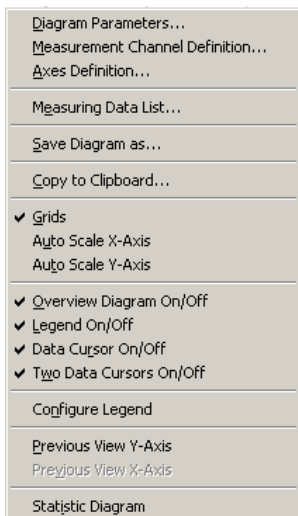 Diagram Parameters...
Measurement Channel Definition...
Axes Definition...
Measuring Data List...
Save Diagram as...
Copy to Clipboard...
Grids
Auto Scale X-Axis
Auto Scale Y-Axis
Overview Diagram On/Off
Legend On/Off
Data Cursor On/Off
Two Data Cursors On/Off
Configure Legend
Previous View Y-Axis
Previous View X-Axis
Statistic Diagram